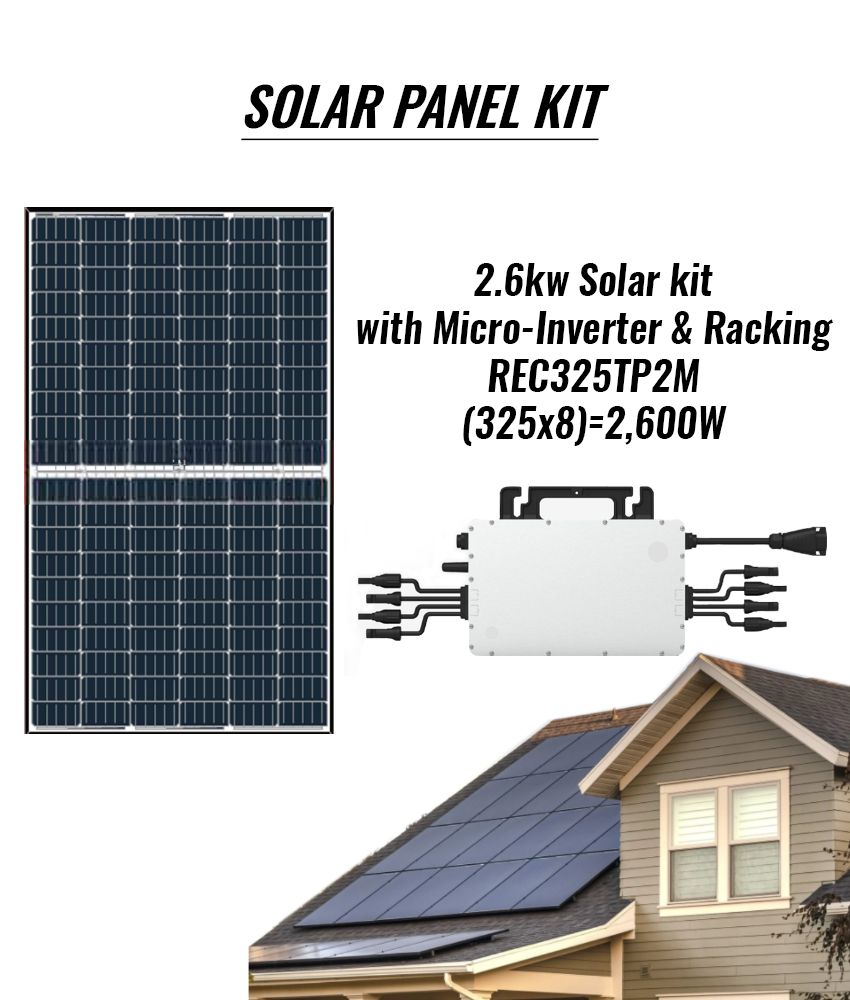 SOLAR PANEL KIT
2.6kw Solar kit
with Micro-Inverter & Racking
REC325TP2M
(325x8)=2,600W